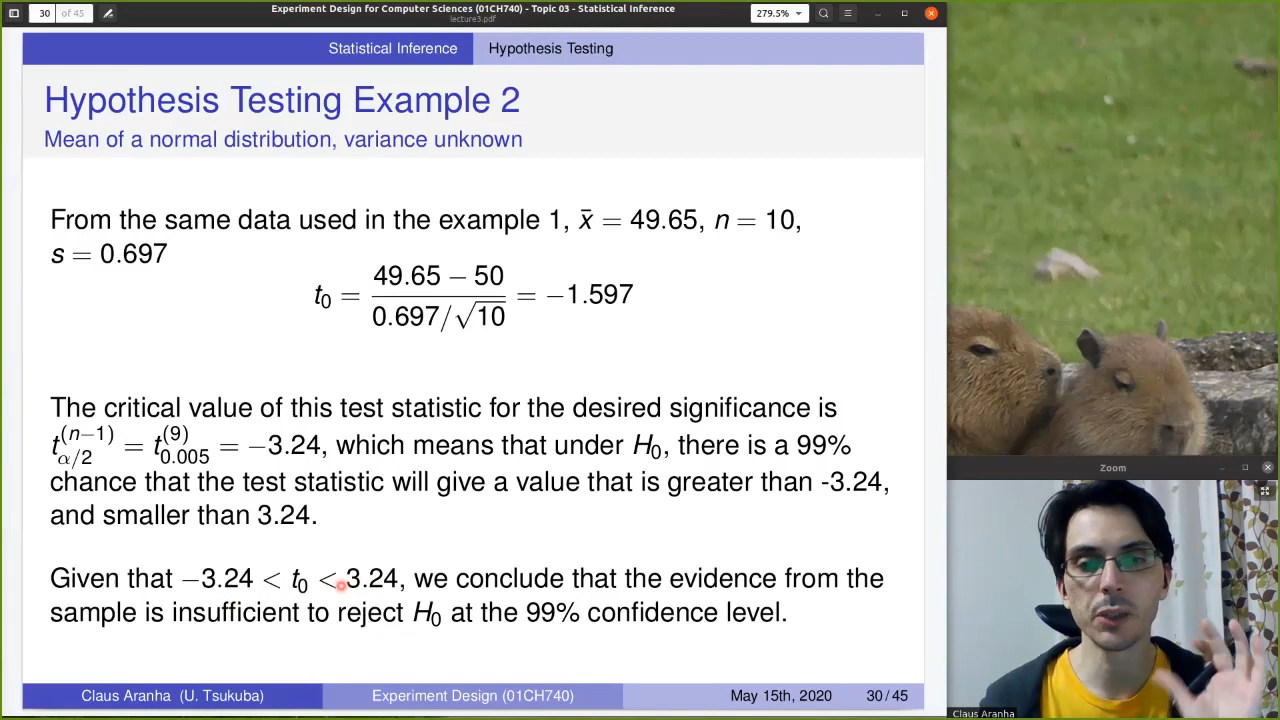 30 of 45
Experiment Design for Computer Sciences (01CH740) - Topic 03 - Statistical Inference
lecture3.pdf
279.5%
Statistical Inference Hypothesis Testing
Hypothesis Testing Example 2
Mean of a normal distribution, variance unknown
From the same data used in the example 1, x̄ = 49.65, n = 10,
s = 0.697
t₀ = (49.65 − 50) / (0.697/√10) = −1.597
The critical value of this test statistic for the desired significance is
t_{α/2}^{(n−1)} = t_{0.005}^{(9)} = −3.24, which means that under H₀, there is a 99%
chance that the test statistic will give a value that is greater than -3.24,
and smaller than 3.24.
Given that −3.24 < t₀ < 3.24, we conclude that the evidence from the
sample is insufficient to reject H₀ at the 99% confidence level.
Claus Aranha (U. Tsukuba) Experiment Design (01CH740) May 15th, 2020 30 / 45
Zoom
Claus Aranha